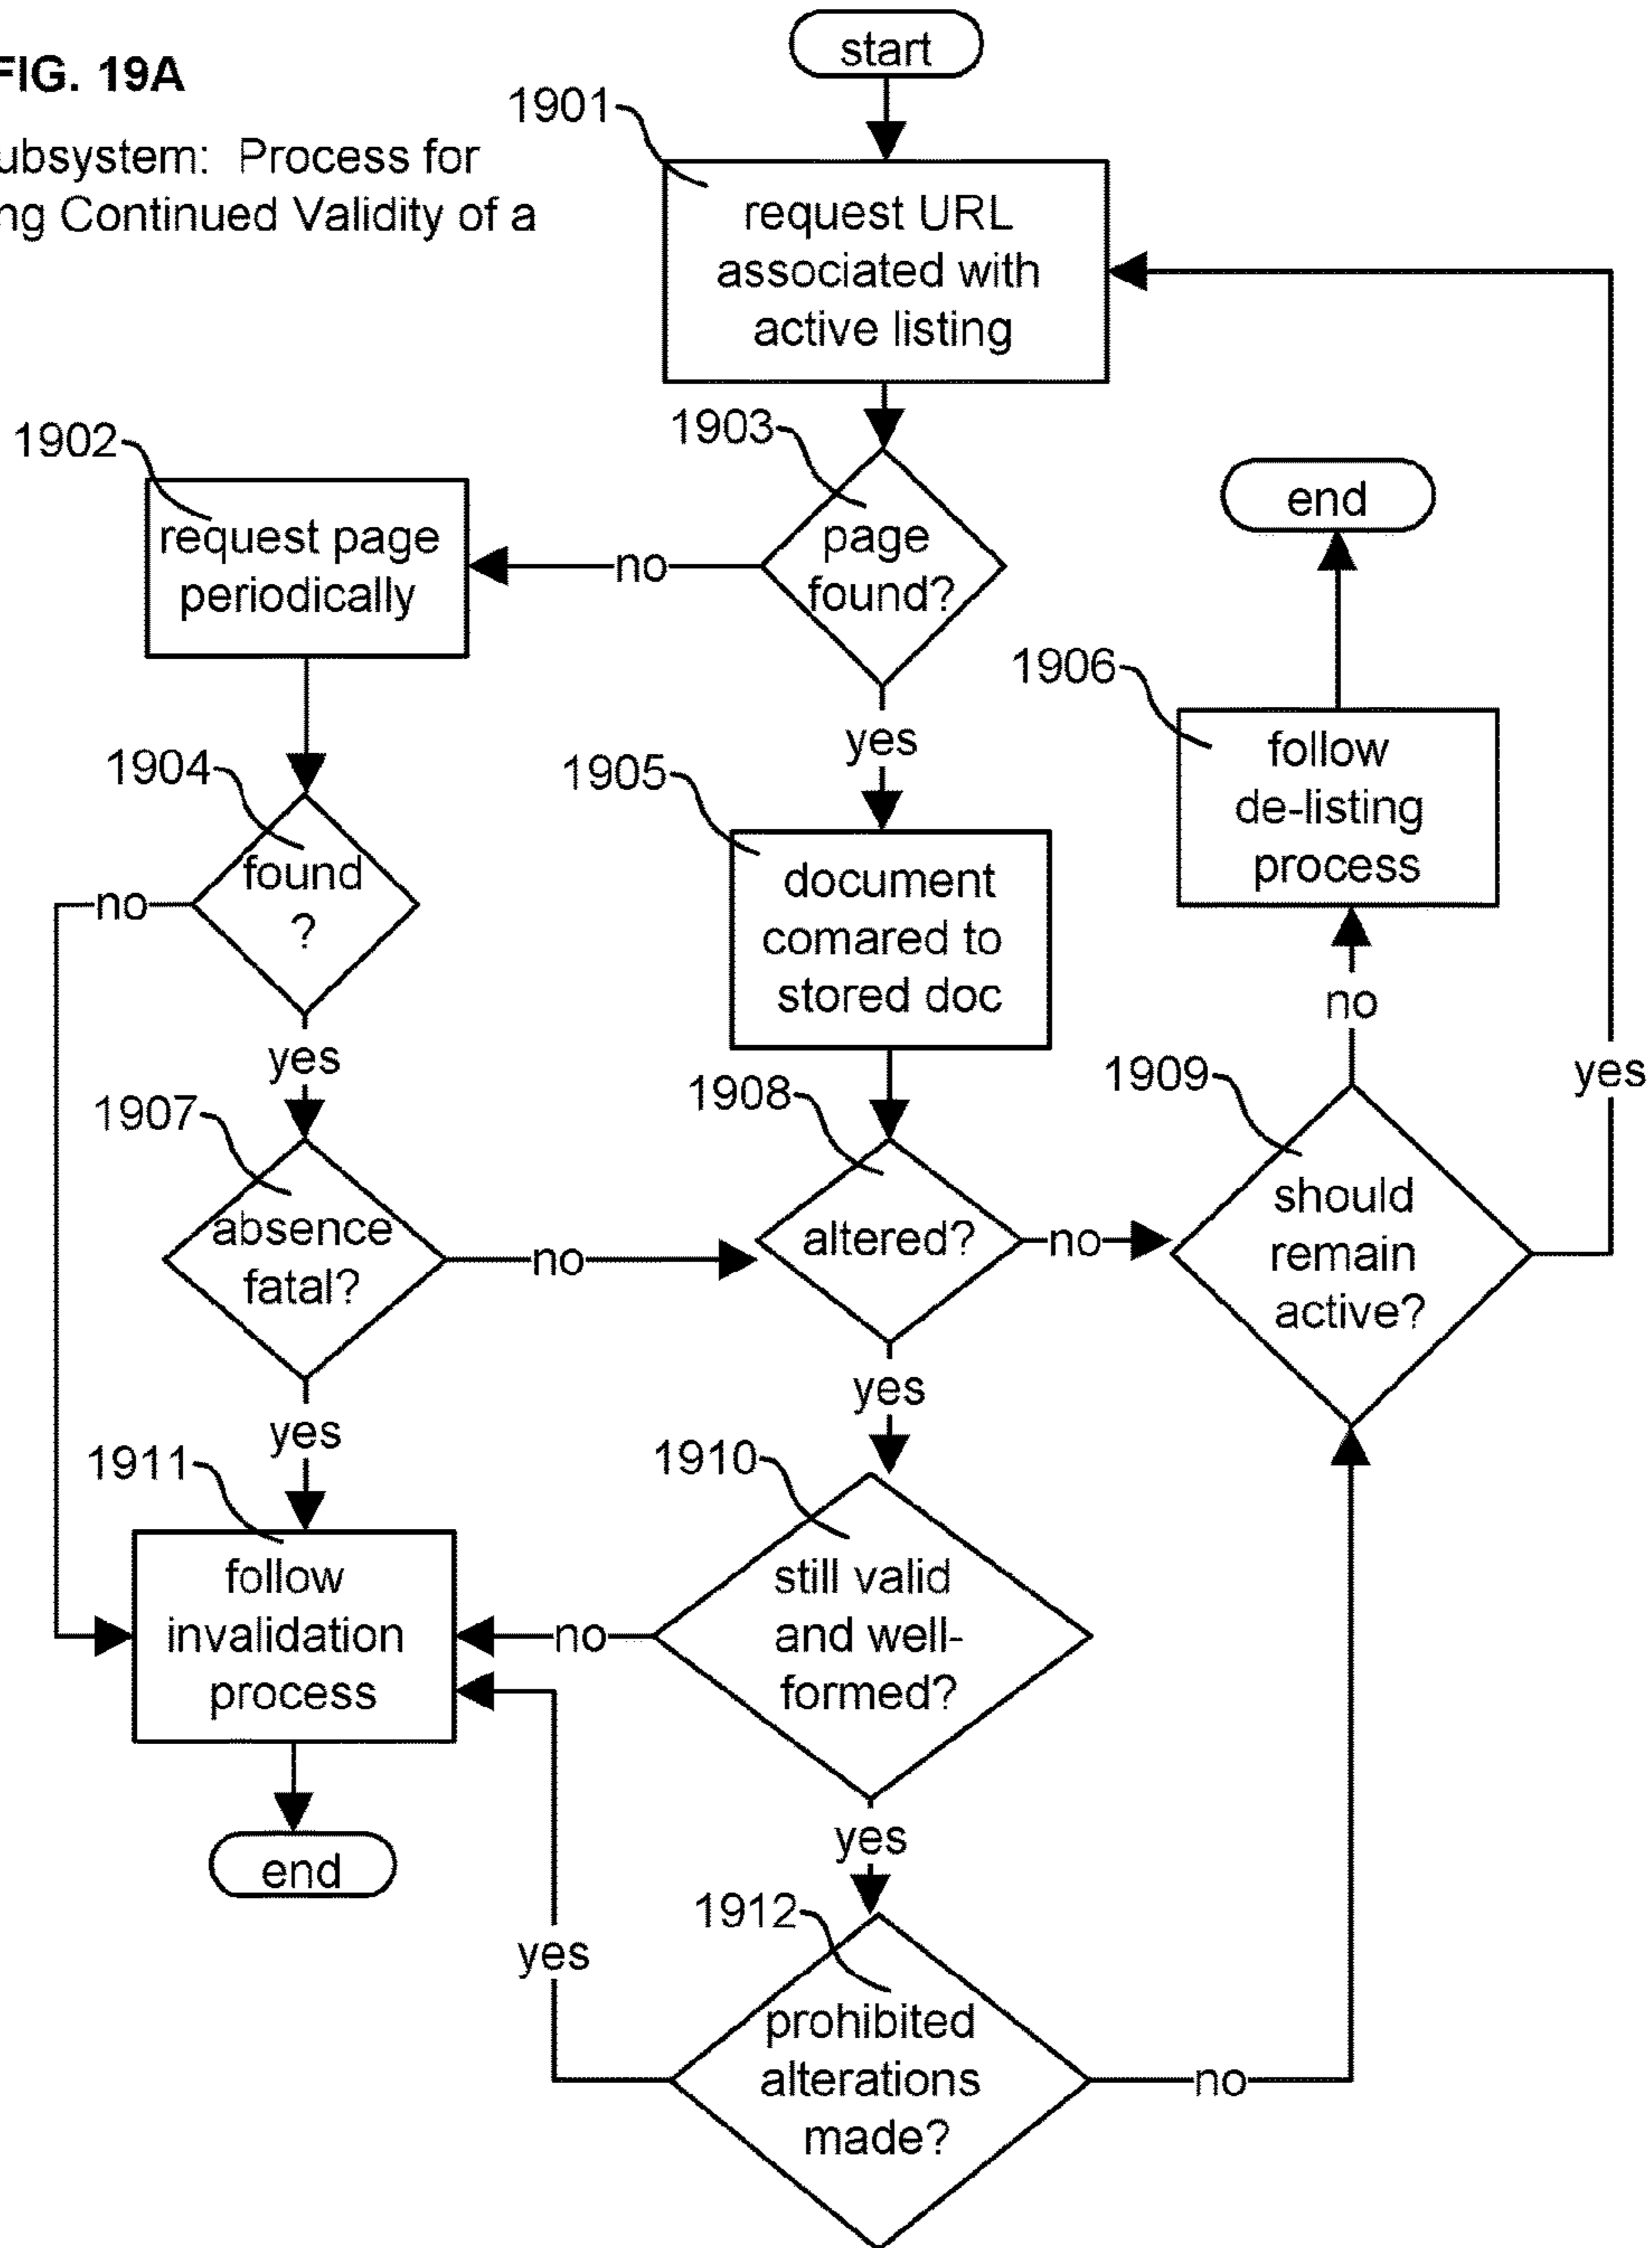 FIG. 19A
ubsystem: Process for
ng Continued Validity of a
start
1901
request URL
associated with
active listing
1903
page
found?
no
1902
request page
periodically
end
yes
1906
follow
de-listing
process
1904
found
?
no
1905
document
comared to
stored doc
no
yes
yes
1907
absence
fatal?
no
1908
altered?
no
1909
should
remain
active?
yes
yes
1911
follow
invalidation
process
1910
still valid
and well-
formed?
no
end
yes
1912
prohibited
alterations
made?
yes
no